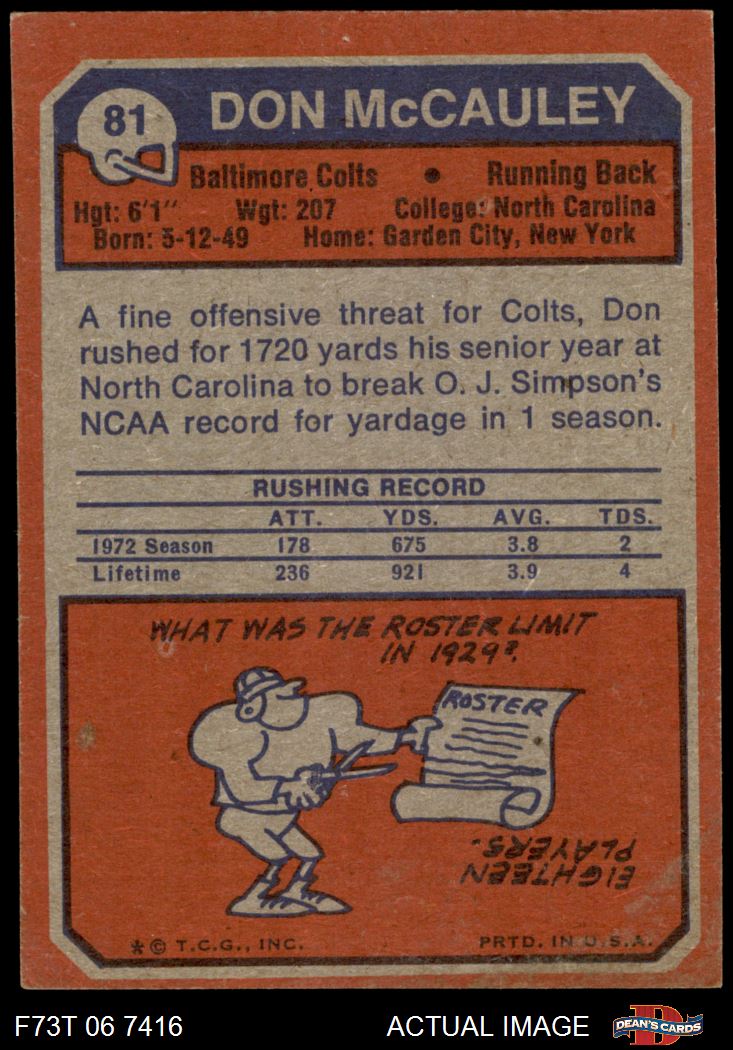 81
DON McCAULEY
Baltimore Colts • Running Back
Hgt: 6'1" Wgt: 207 College: North Carolina
Born: 5-12-49 Home: Garden City, New York
A fine offensive threat for Colts, Don
rushed for 1720 yards his senior year at
North Carolina to break O. J. Simpson's
NCAA record for yardage in 1 season.
RUSHING RECORD
ATT. YDS. AVG. TDS.
1972 Season 178 675 3.8 2
Lifetime 236 921 3.9 4
WHAT WAS THE ROSTER LIMIT
IN 1929?
ROSTER
EIGHTEEN
PLAYERS.
* © T.C.G., INC. PRTD. IN U.S.A.
F73T 06 7416 ACTUAL IMAGE
D
DEAN'S CARDS